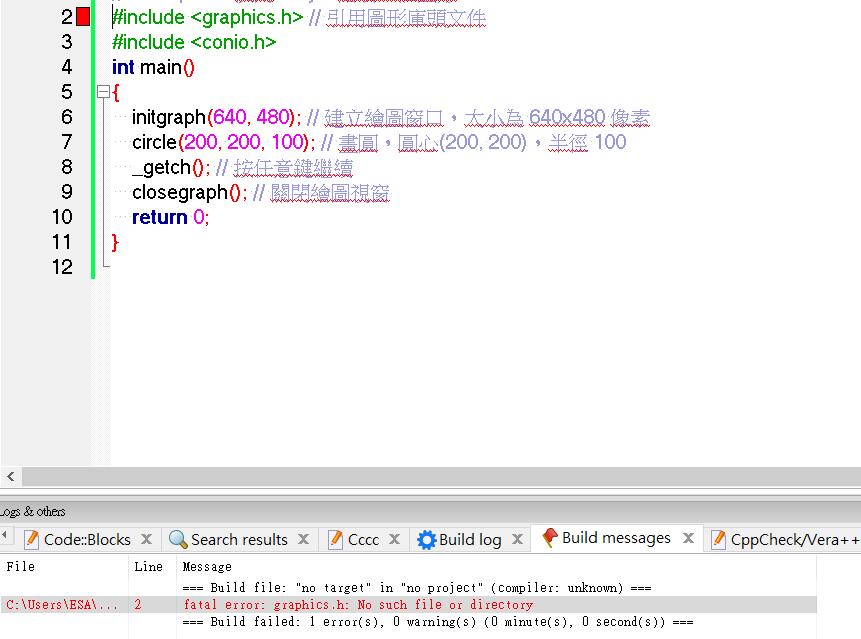 2 #include <graphics.h> // 引用圖形庫頭文件
3 #include <conio.h>
4 int main()
5 {
6 initgraph(640, 480); // 建立繪圖窗口，大小為 640x480 像素
7 circle(200, 200, 100); // 畫圓，圓心(200, 200)，半徑 100
8 _getch(); // 按任意鍵繼續
9 closegraph(); // 關閉繪圖視窗
10 return 0;
11 }
12
Logs & others
Code::Blocks Search results Cccc Build log Build messages CppCheck/Vera++
File Line Message
=== Build file: "no target" in "no project" (compiler: unknown) ===
C:\Users\ESA\... 2 fatal error: graphics.h: No such file or directory
=== Build failed: 1 error(s), 0 warning(s) (0 minute(s), 0 second(s)) ===